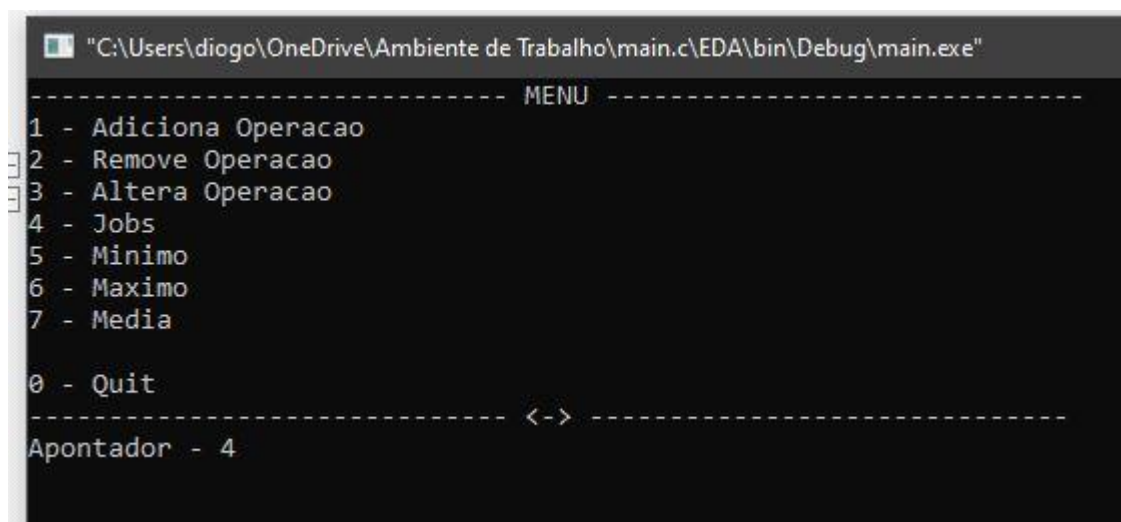 "C:\Users\diogo\OneDrive\Ambiente de Trabalho\main.c\EDA\bin\Debug\main.exe"
------------------------------ MENU ------------------------------
1 - Adiciona Operacao
2 - Remove Operacao
3 - Altera Operacao
4 - Jobs
5 - Minimo
6 - Maximo
7 - Media
0 - Quit
------------------------------ <-> ------------------------------
Apontador - 4